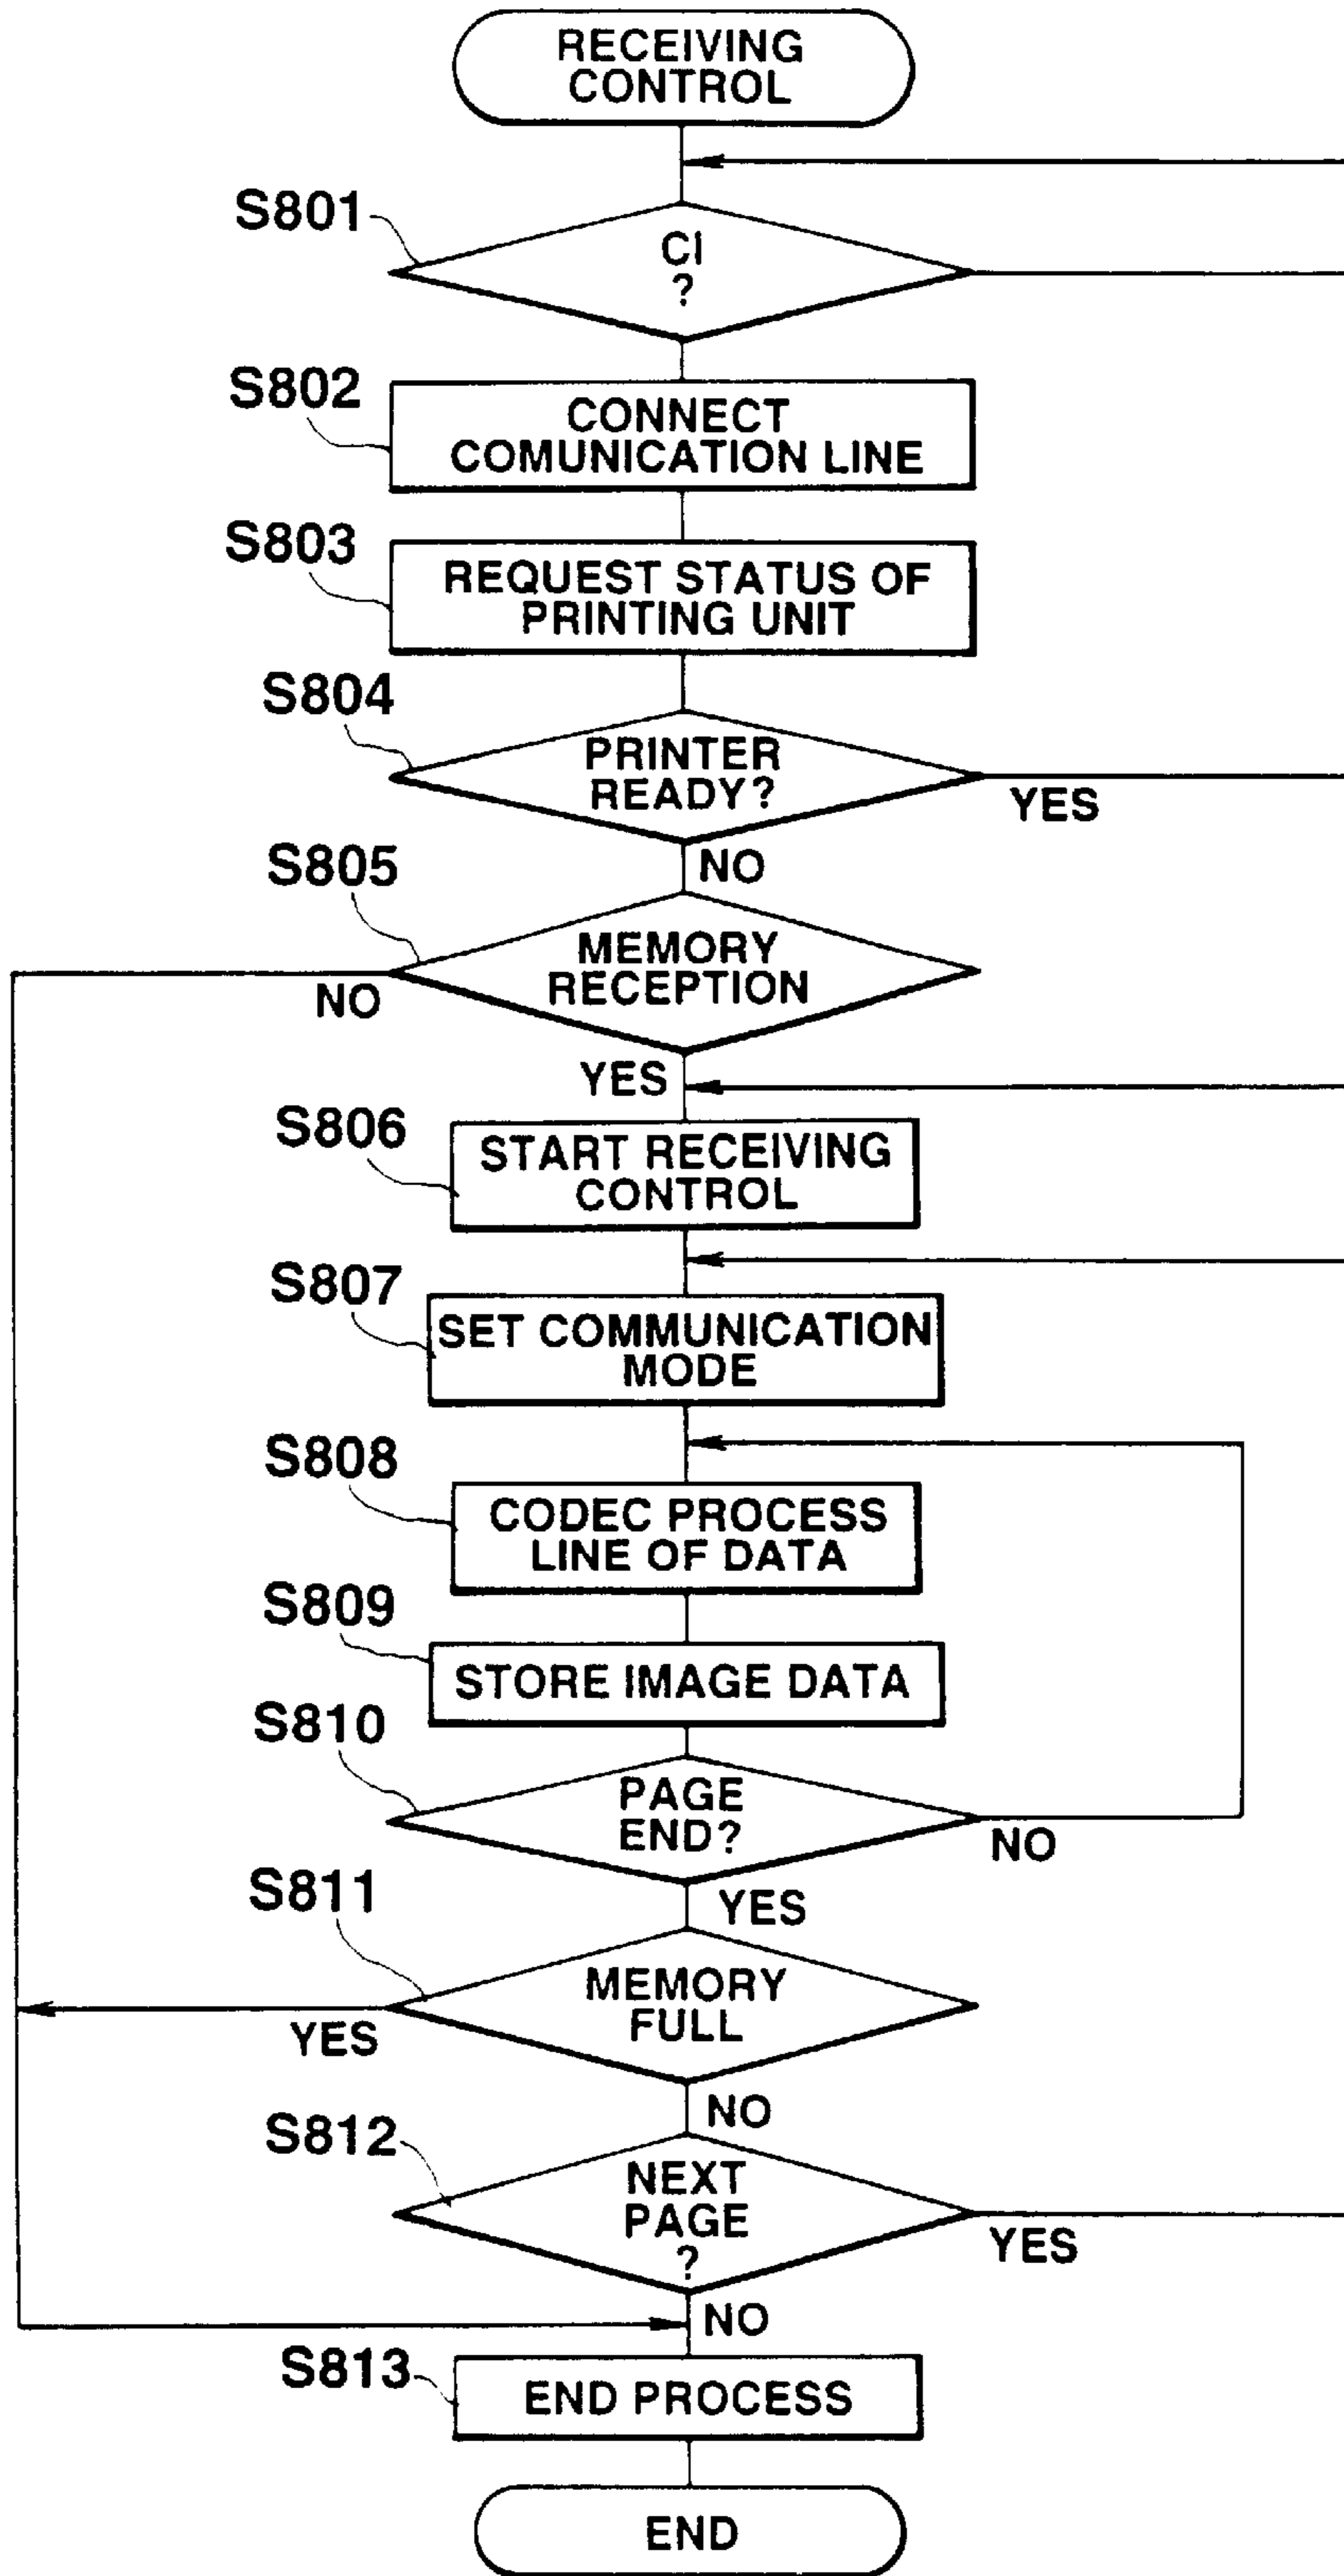 RECEIVING
CONTROL
S801
CI
?
S802
CONNECT
COMUNICATION LINE
S803
REQUEST STATUS OF
PRINTING UNIT
S804
PRINTER
READY?
YES
NO
S805
MEMORY
RECEPTION
NO
YES
S806
START RECEIVING
CONTROL
S807
SET COMMUNICATION
MODE
S808
CODEC PROCESS
LINE OF DATA
S809
STORE IMAGE DATA
S810
PAGE
END?
NO
YES
S811
MEMORY
FULL
YES
NO
S812
NEXT
PAGE
?
YES
NO
S813
END PROCESS
END